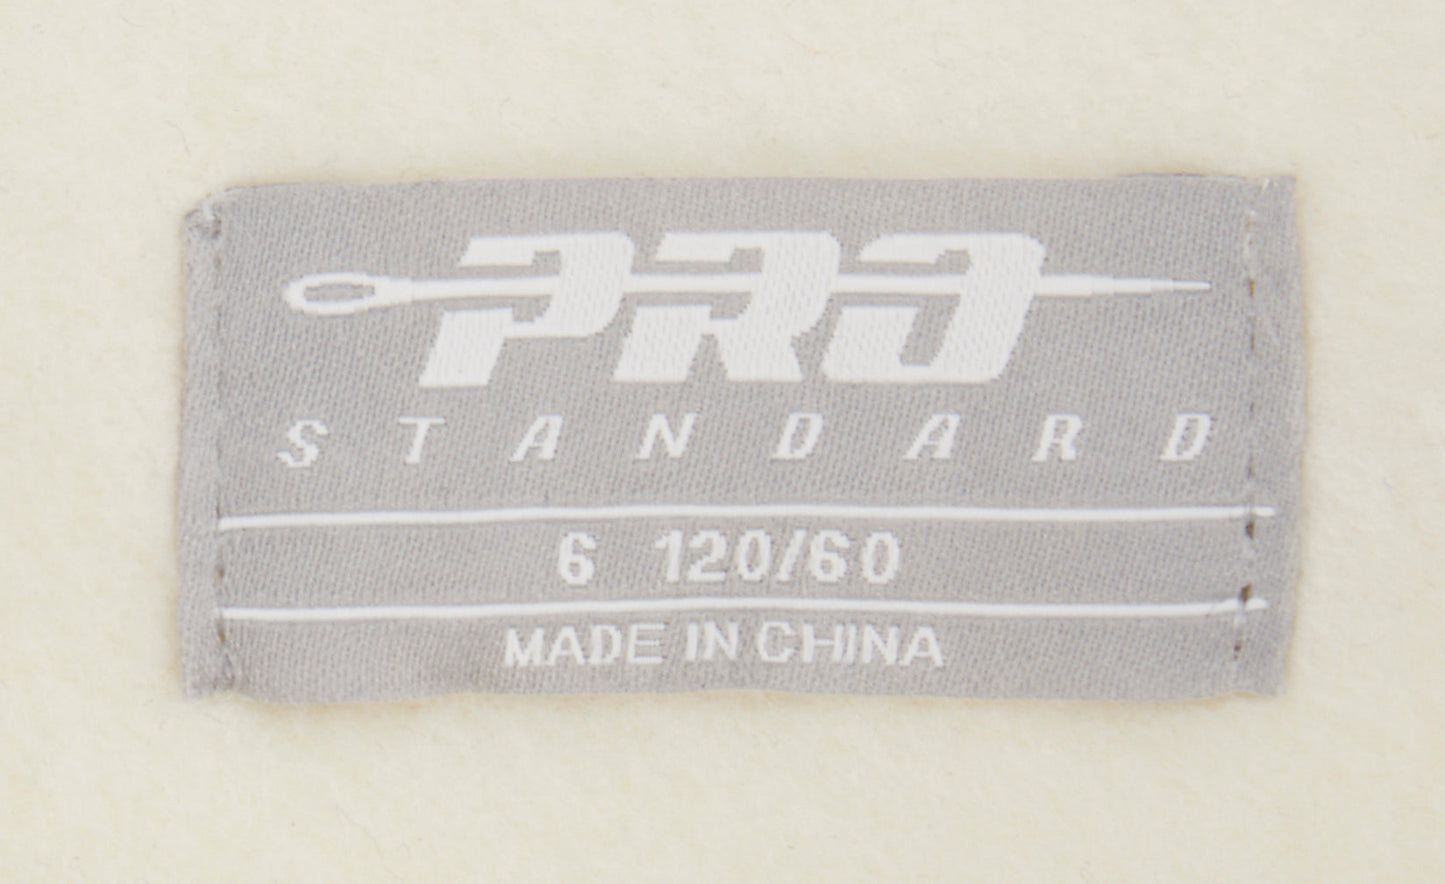 PRO
STANDARD
6 120/60
MADE IN CHINA